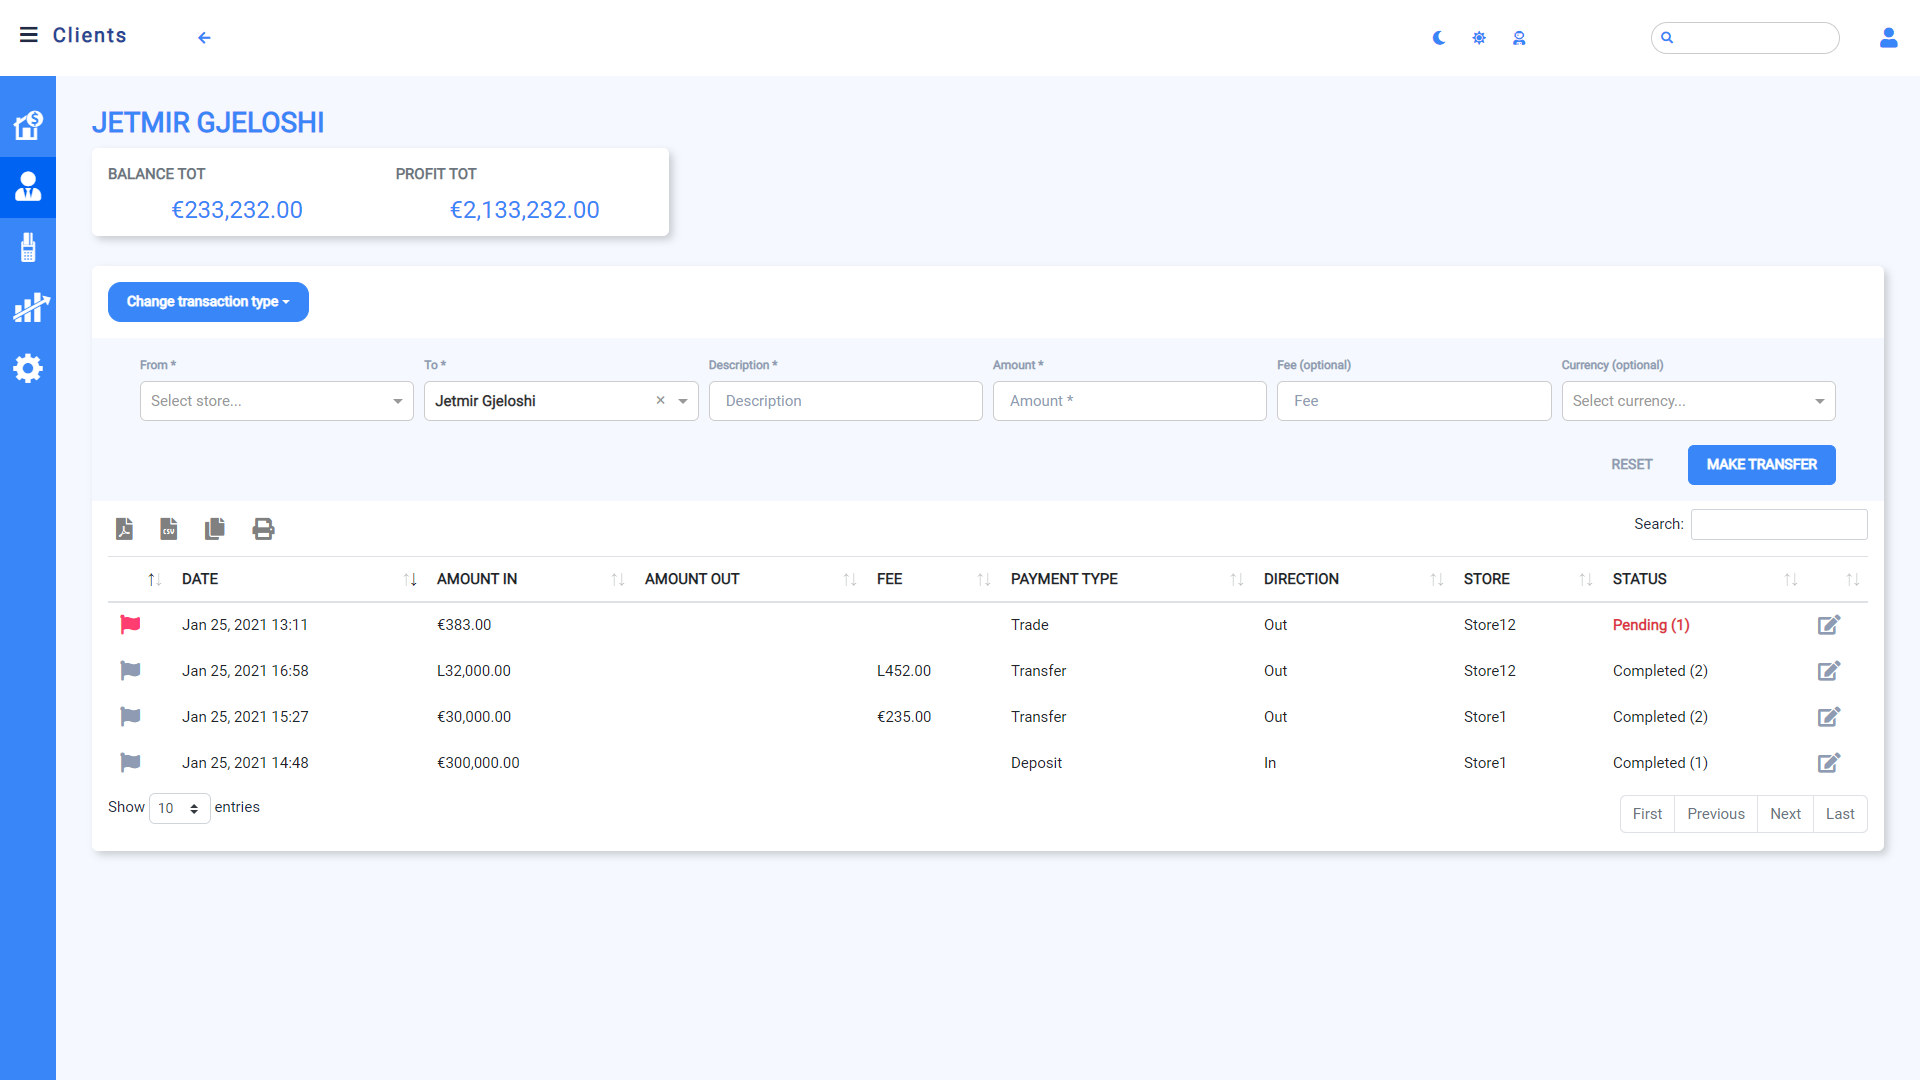 Clients
JETMIR GJELOSHI
BALANCE TOT PROFIT TOT
€233,232.00 €2,133,232.00
Change transaction type
From * To * Description * Amount * Fee (optional) Currency (optional)
Select store... Jetmir Gjeloshi × Description Amount * Fee Select currency...
RESET MAKE TRANSFER
CSV
Search:
DATE AMOUNT IN AMOUNT OUT FEE PAYMENT TYPE DIRECTION STORE STATUS
Jan 25, 2021 13:11 €383.00 Trade Out Store12 Pending (1)
Jan 25, 2021 16:58 L32,000.00 L452.00 Transfer Out Store12 Completed (2)
Jan 25, 2021 15:27 €30,000.00 €235.00 Transfer Out Store1 Completed (2)
Jan 25, 2021 14:48 €300,000.00 Deposit In Store1 Completed (1)
Show 10 entries
First Previous Next Last